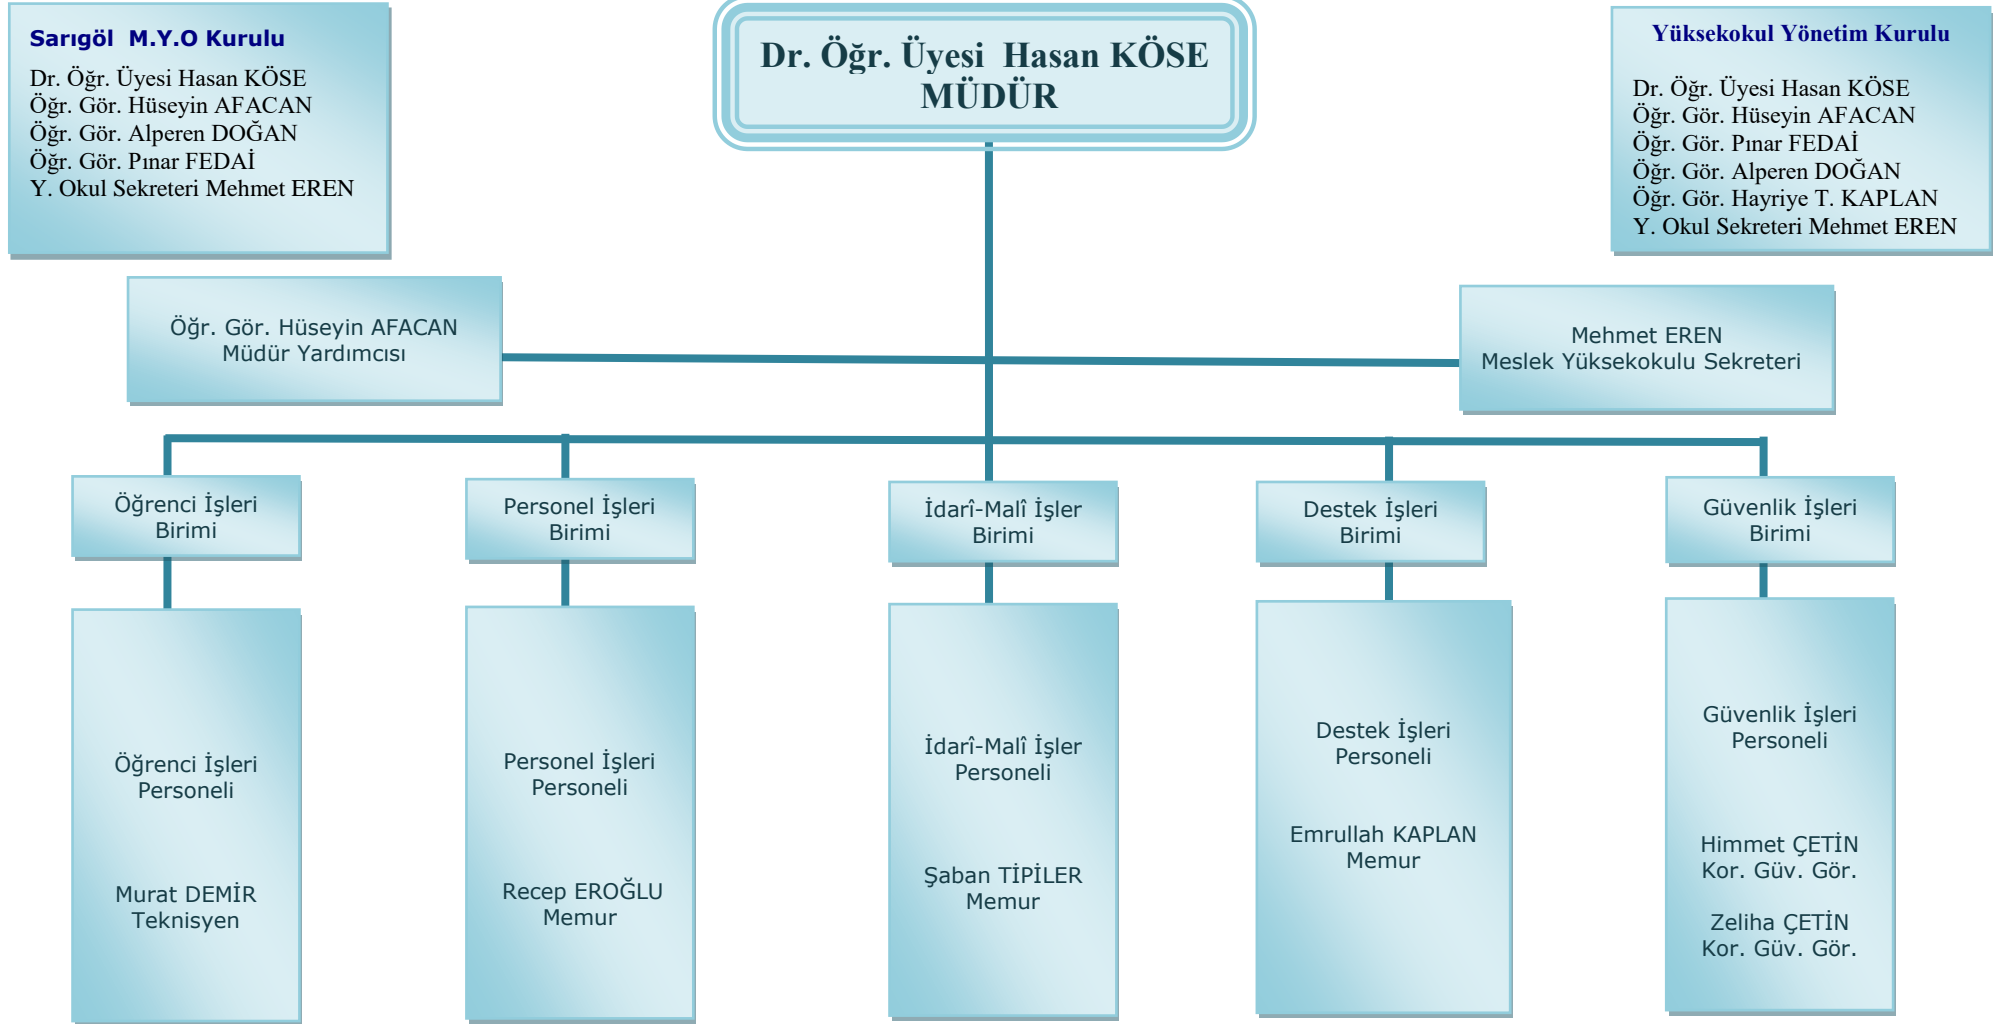 Sarıgöl  M.Y.O Kurulu
Dr. Öğr. Üyesi Hasan KÖSE
Öğr. Gör. Hüseyin AFACAN
Öğr. Gör. Alperen DOĞAN
Öğr. Gör. Pınar FEDAİ
Y. Okul Sekreteri Mehmet EREN
Dr. Öğr. Üyesi  Hasan KÖSE
MÜDÜR
Yüksekokul Yönetim Kurulu
Dr. Öğr. Üyesi Hasan KÖSE
Öğr. Gör. Hüseyin AFACAN
Öğr. Gör. Pınar FEDAİ
Öğr. Gör. Alperen DOĞAN
Öğr. Gör. Hayriye T. KAPLAN
Y. Okul Sekreteri Mehmet EREN
Öğr. Gör. Hüseyin AFACAN
Müdür Yardımcısı
Mehmet EREN
Meslek Yüksekokulu Sekreteri
Öğrenci İşleri
Birimi
Personel İşleri
Birimi
İdarî-Malî İşler
Birimi
Destek İşleri
Birimi
Güvenlik İşleri
Birimi
Öğrenci İşleri
Personeli
Murat DEMİR
Teknisyen
Personel İşleri
Personeli
Recep EROĞLU
Memur
İdarî-Malî İşler
Personeli
Şaban TİPİLER
Memur
Destek İşleri
Personeli
Emrullah KAPLAN
Memur
Güvenlik İşleri
Personeli
Himmet ÇETİN
Kor. Güv. Gör.
Zeliha ÇETİN
Kor. Güv. Gör.